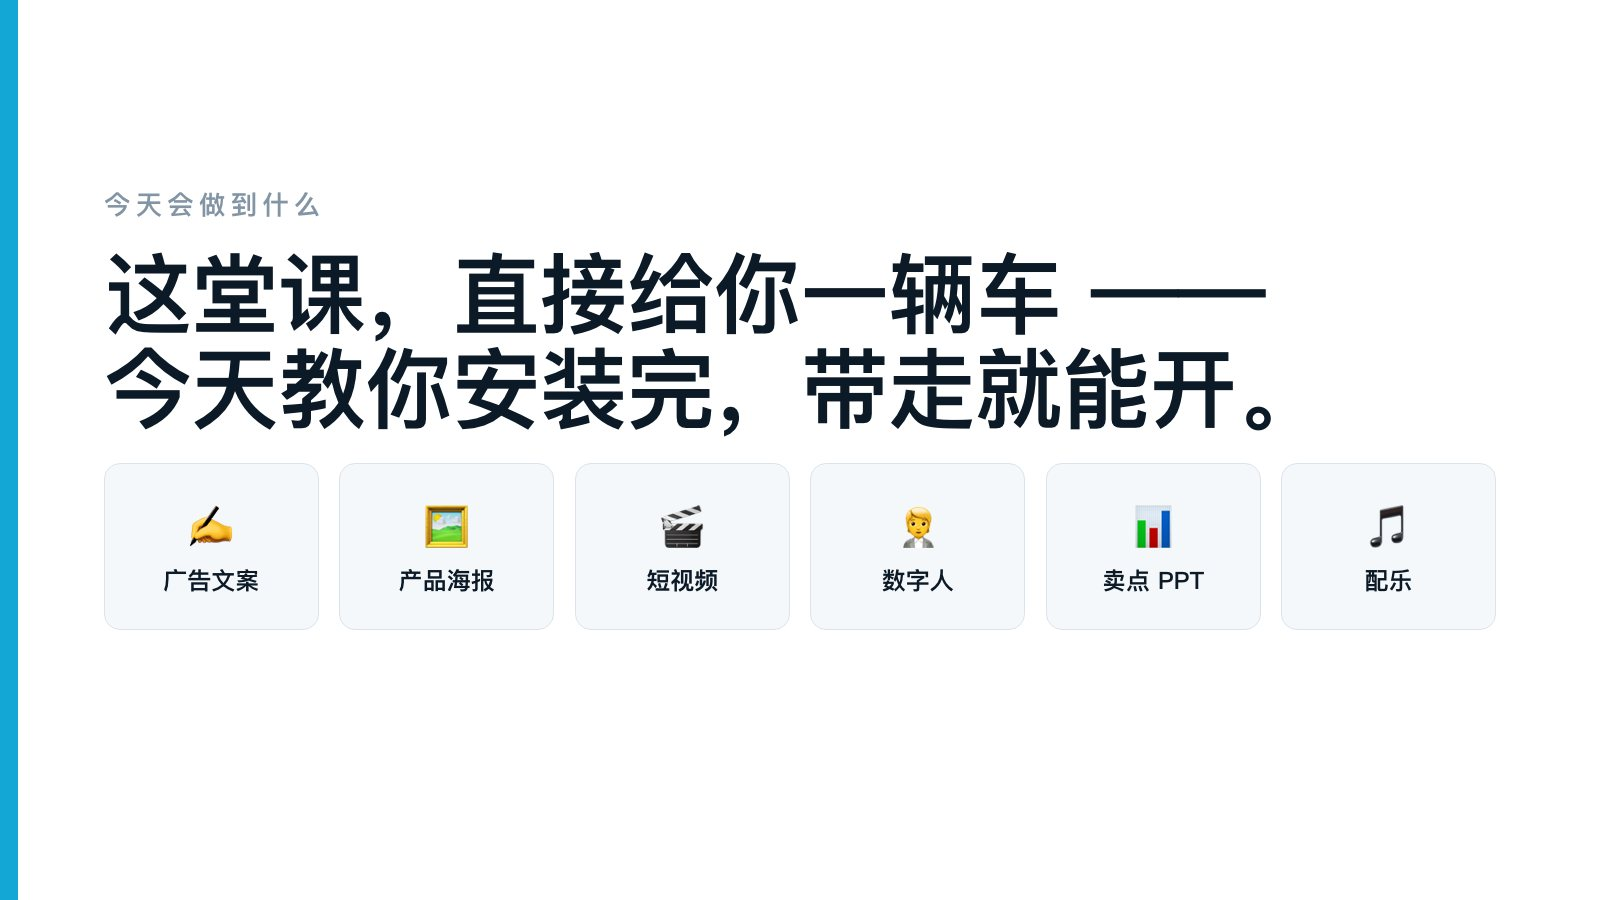 今天会做到什么
这堂课，直接给你一辆车 ——
今天教你安装完，带走就能开。
广告文案
产品海报
短视频
数字人
卖点 PPT
配乐